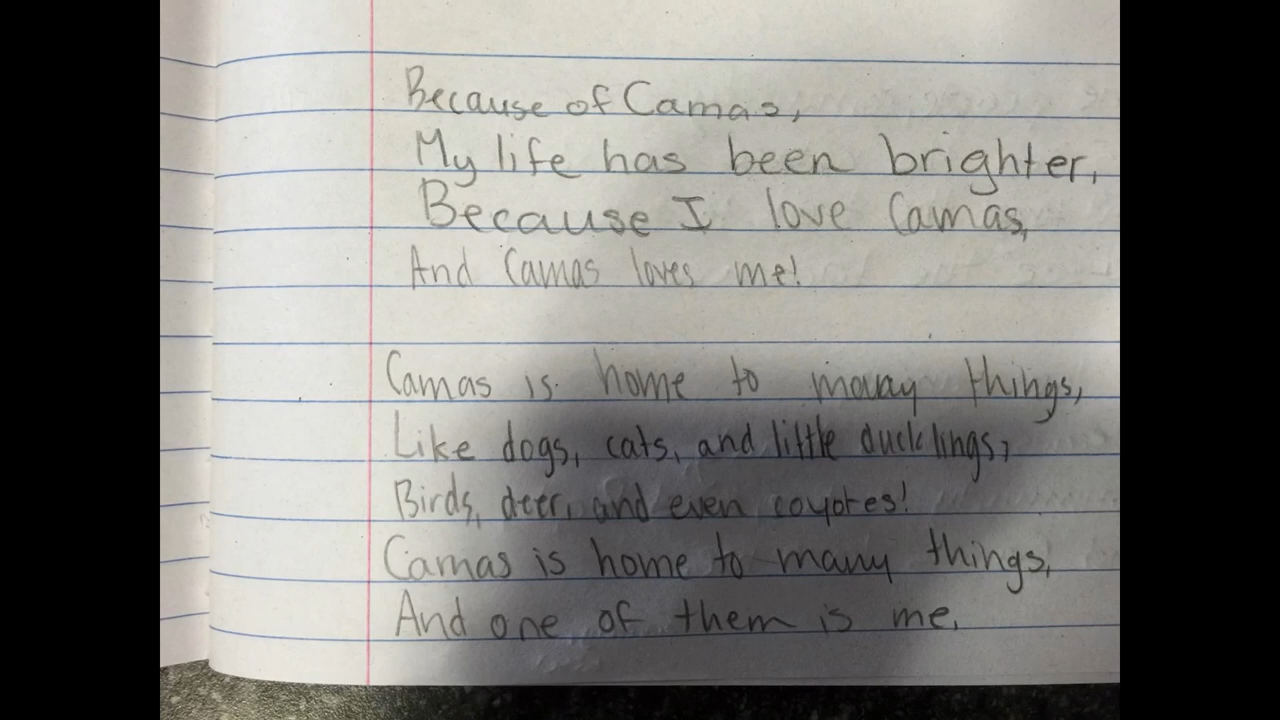 Because of Camas,
My life has been brighter,
Because I love Camas,
And Camas loves me!
Camas is home to many things,
Like dogs, cats, and little ducklings,
Birds, deer, and even coyotes!
Camas is home to many things,
And one of them is me.